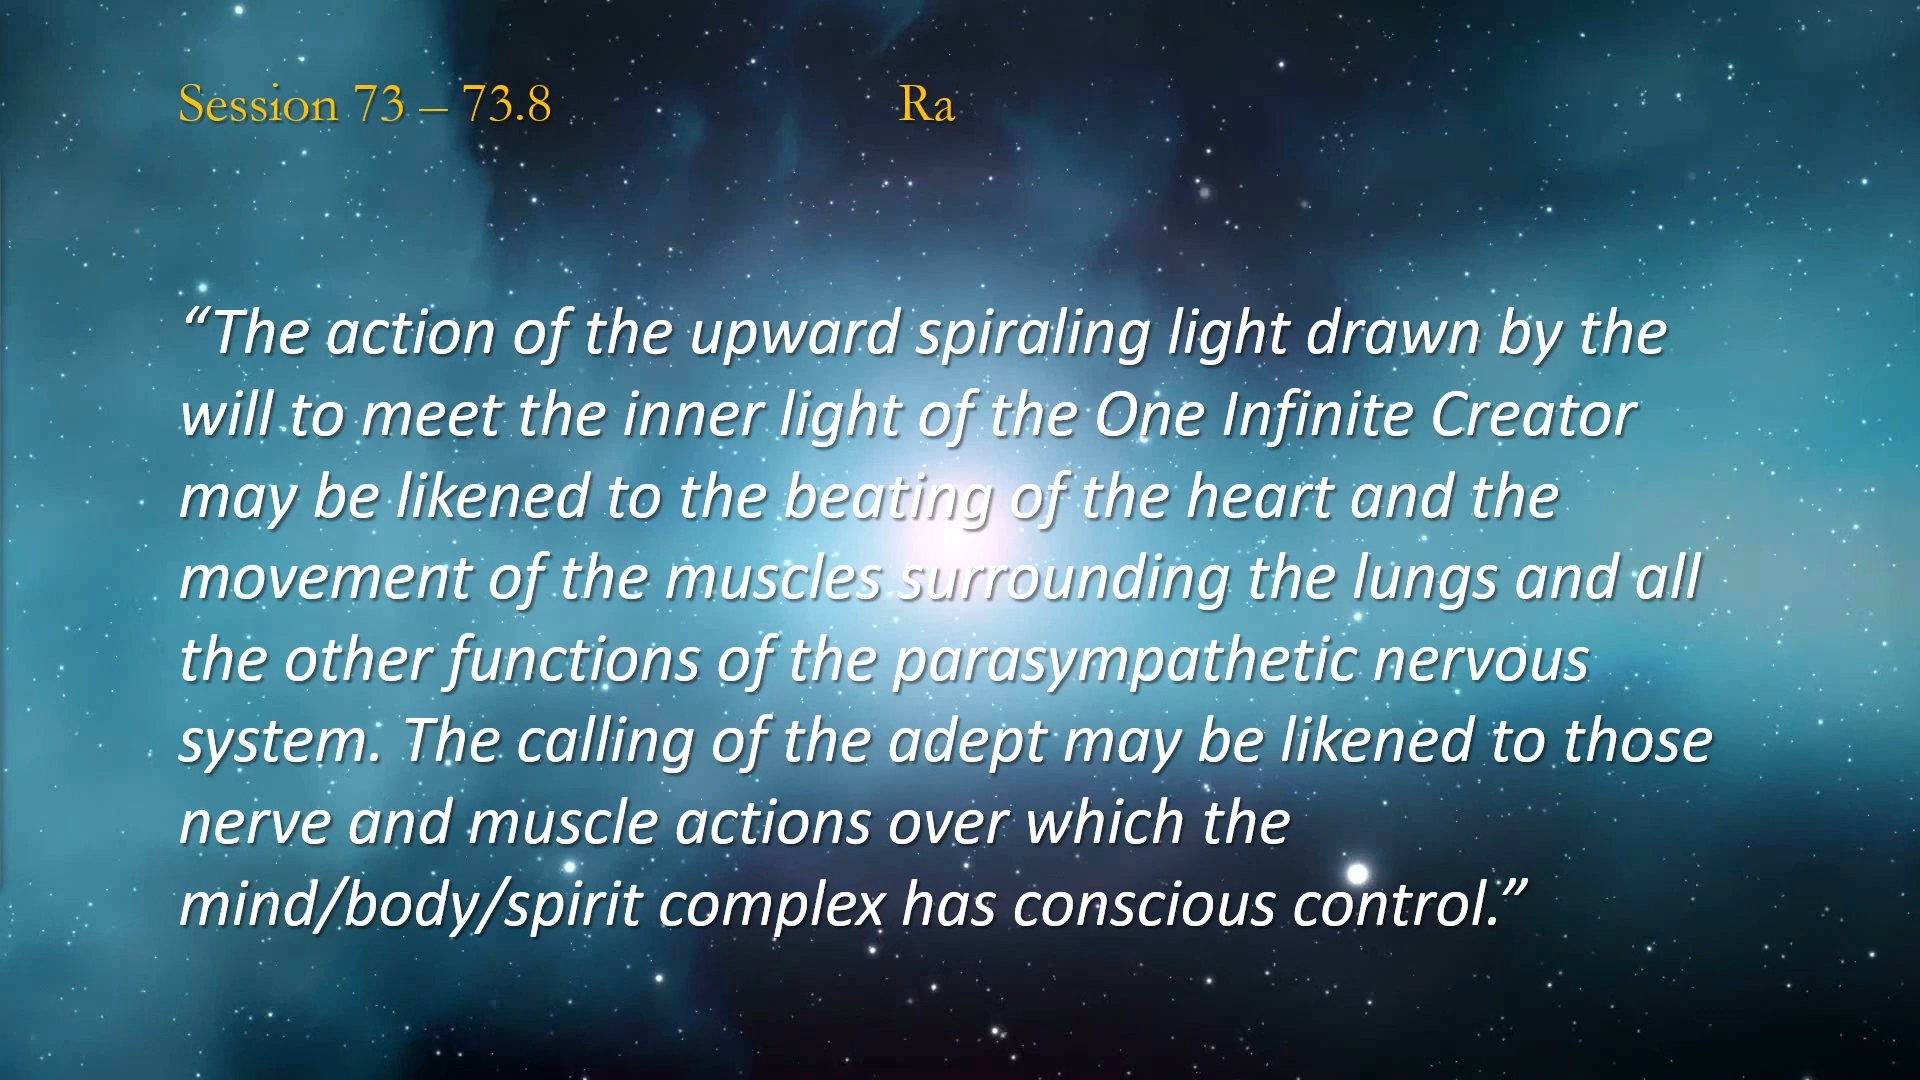 Session 73 – 73.8 Ra
“The action of the upward spiraling light drawn by the
will to meet the inner light of the One Infinite Creator
may be likened to the beating of the heart and the
movement of the muscles surrounding the lungs and all
the other functions of the parasympathetic nervous
system. The calling of the adept may be likened to those
nerve and muscle actions over which the
mind/body/spirit complex has conscious control.”